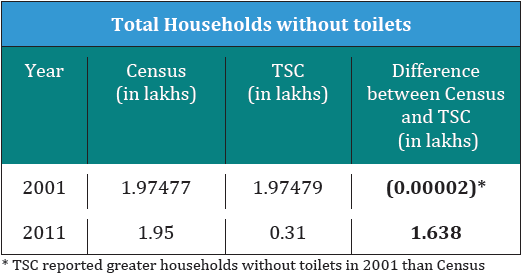 Total Households without toilets
Year Census (in lakhs) TSC (in lakhs) Difference between Census and TSC (in lakhs)
2001 1.97477 1.97479 (0.00002)*
2011 1.95 0.31 1.638
* TSC reported greater households without toilets in 2001 than Census